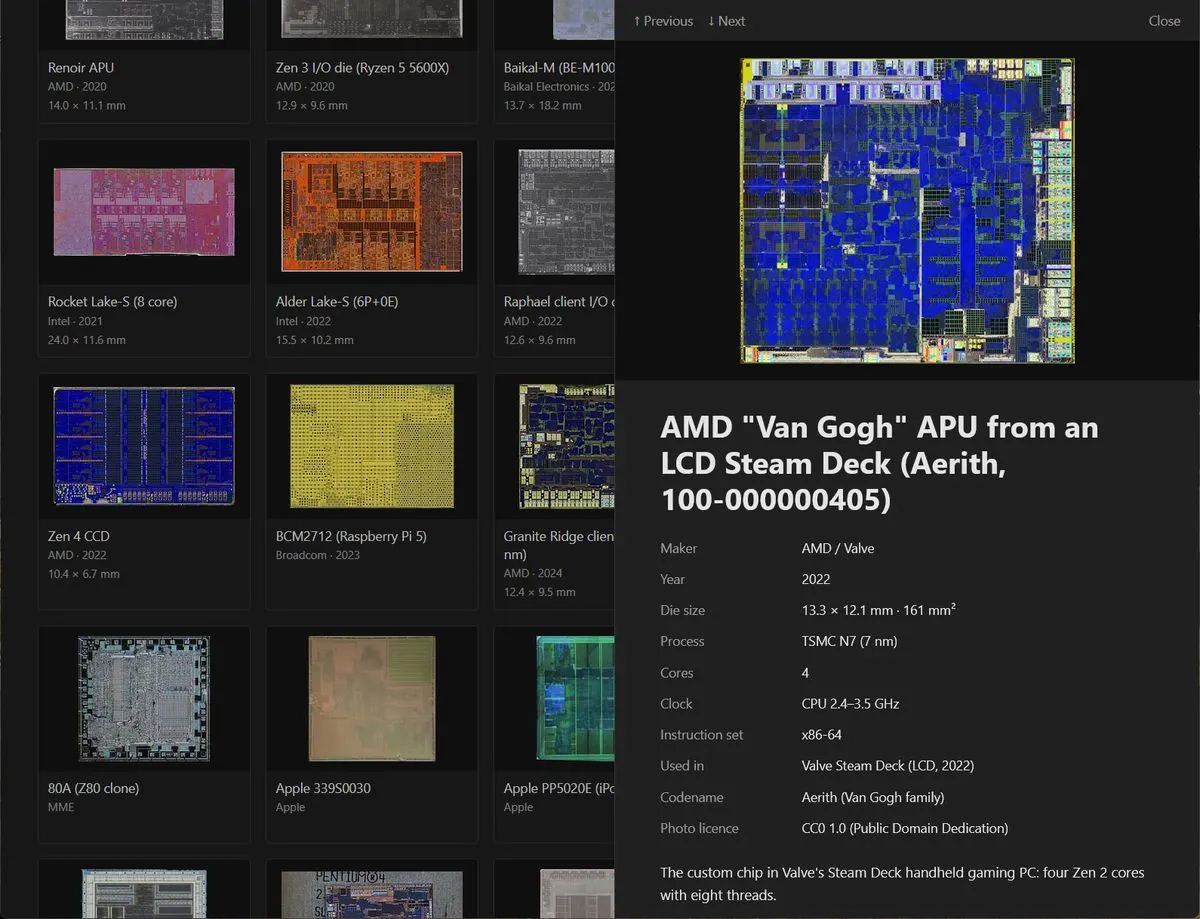 Renoir APU
AMD · 2020
14.0 × 11.1 mm
Zen 3 I/O die (Ryzen 5 5600X)
AMD · 2020
12.9 × 9.6 mm
Baikal-M (BE-M100
Baikal Electronics · 202
13.7 × 18.2 mm
Rocket Lake-S (8 core)
Intel · 2021
24.0 × 11.6 mm
Alder Lake-S (6P+0E)
Intel · 2022
15.5 × 10.2 mm
Raphael client I/O
AMD · 2022
12.6 × 9.6 mm
Zen 4 CCD
AMD · 2022
10.4 × 6.7 mm
BCM2712 (Raspberry Pi 5)
Broadcom · 2023
Granite Ridge clien
nm)
AMD · 2024
12.4 × 9.5 mm
80A (Z80 clone)
MME
Apple 339S0030
Apple
Apple PP5020E (iPo
Apple
PENTIUM®4
↑ Previous ↓ Next
Close
AMD "Van Gogh" APU from an
LCD Steam Deck (Aerith,
100-000000405)
Maker AMD / Valve
Year 2022
Die size 13.3 × 12.1 mm · 161 mm²
Process TSMC N7 (7 nm)
Cores 4
Clock CPU 2.4–3.5 GHz
Instruction set x86-64
Used in Valve Steam Deck (LCD, 2022)
Codename Aerith (Van Gogh family)
Photo licence CC0 1.0 (Public Domain Dedication)
The custom chip in Valve's Steam Deck handheld gaming PC: four Zen 2 cores
with eight threads.